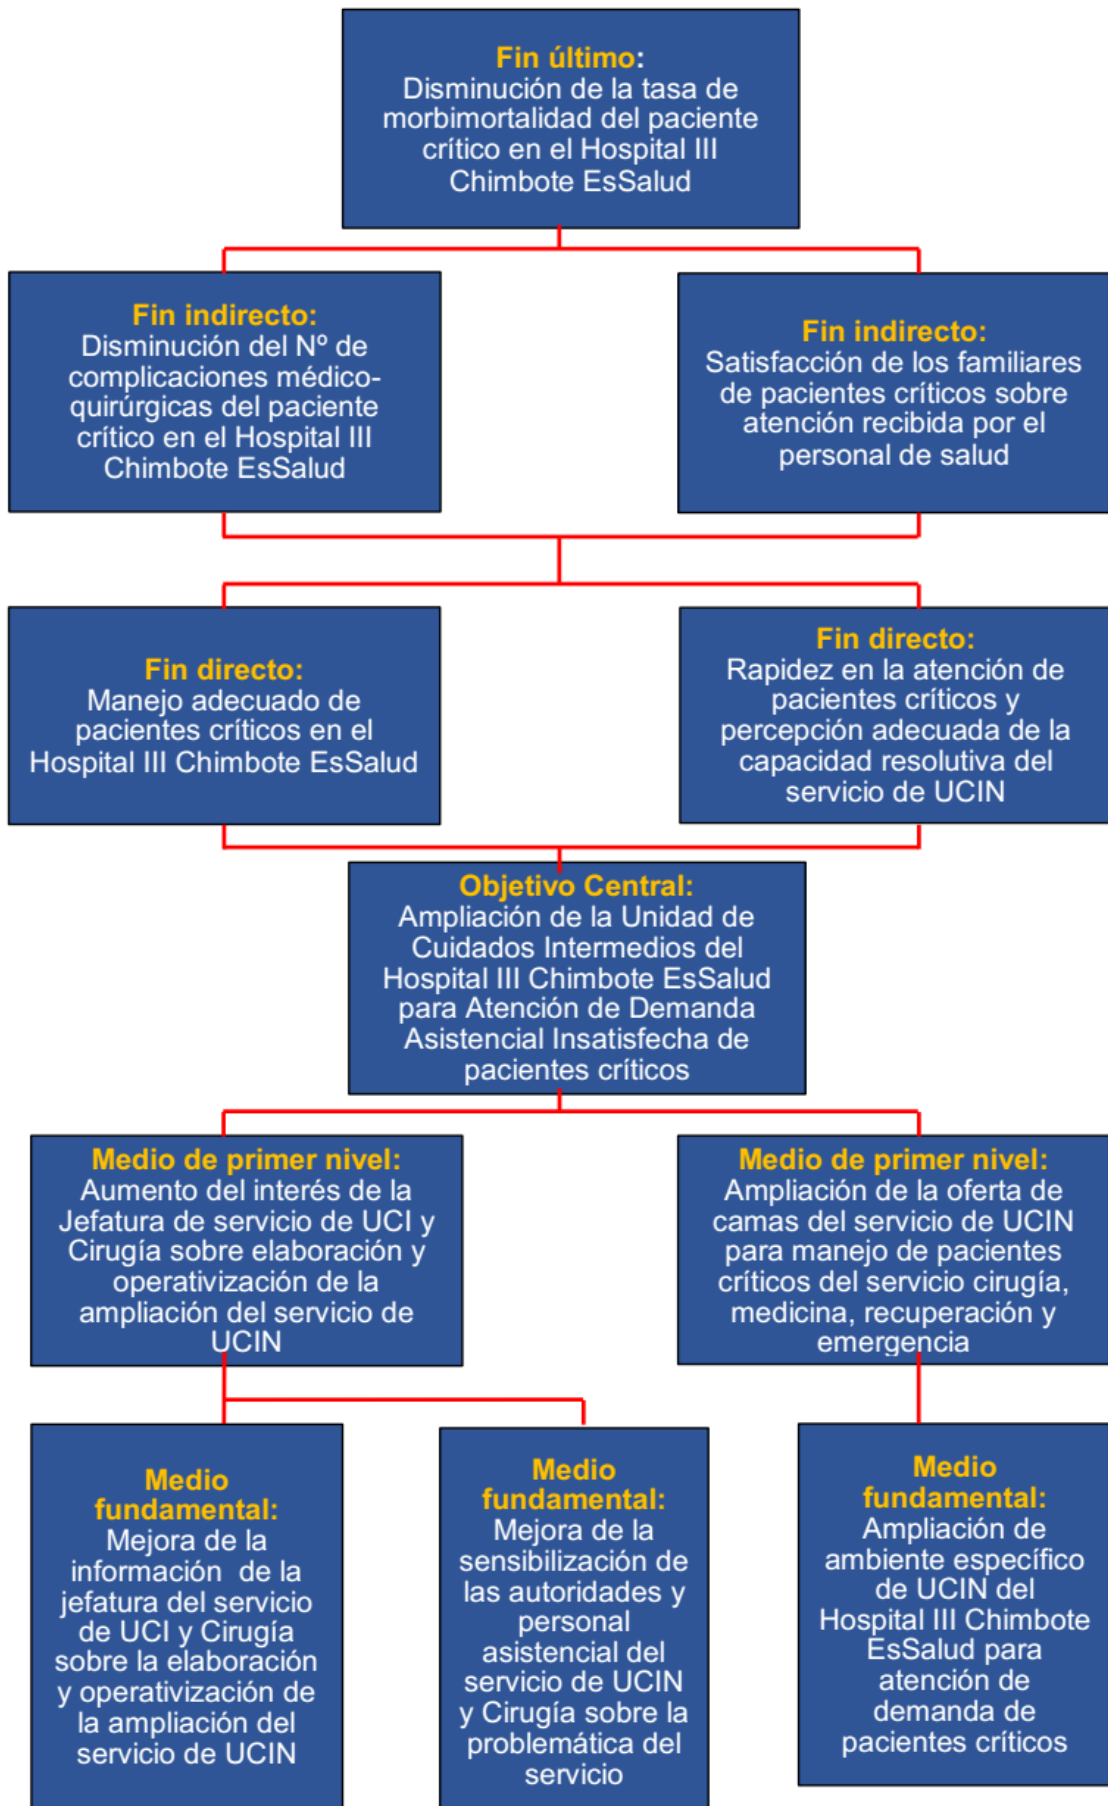 Fin último:
Disminución de la tasa de
morbimortalidad del paciente
crítico en el Hospital III
Chimbote EsSalud
Fin indirecto:
Disminución del Nº de
complicaciones médico-
quirúrgicas del paciente
crítico en el Hospital III
Chimbote EsSalud
Fin indirecto:
Satisfacción de los familiares
de pacientes críticos sobre
atención recibida por el
personal de salud
Fin directo:
Manejo adecuado de
pacientes críticos en el
Hospital III Chimbote EsSalud
Fin directo:
Rapidez en la atención de
pacientes críticos y
percepción adecuada de la
capacidad resolutiva del
servicio de UCIN
Objetivo Central:
Ampliación de la Unidad de
Cuidados Intermedios del
Hospital III Chimbote EsSalud
para Atención de Demanda
Asistencial Insatisfecha de
pacientes críticos
Medio de primer nivel:
Aumento del interés de la
Jefatura de servicio de UCI y
Cirugía sobre elaboración y
operativización de la
ampliación del servicio de
UCIN
Medio de primer nivel:
Ampliación de la oferta de
camas del servicio de UCIN
para manejo de pacientes
críticos del servicio cirugía,
medicina, recuperación y
emergencia
Medio
fundamental:
Mejora de la
información de la
jefatura del servicio
de UCI y Cirugía
sobre la elaboración
y operativización de
la ampliación del
servicio de UCIN
Medio
fundamental:
Mejora de la
sensibilización de
las autoridades y
personal
asistencial del
servicio de UCIN
y Cirugía sobre la
problemática del
servicio
Medio
fundamental:
Ampliación de
ambiente específico
de UCIN del
Hospital III Chimbote
EsSalud para
atención de
demanda de
pacientes críticos